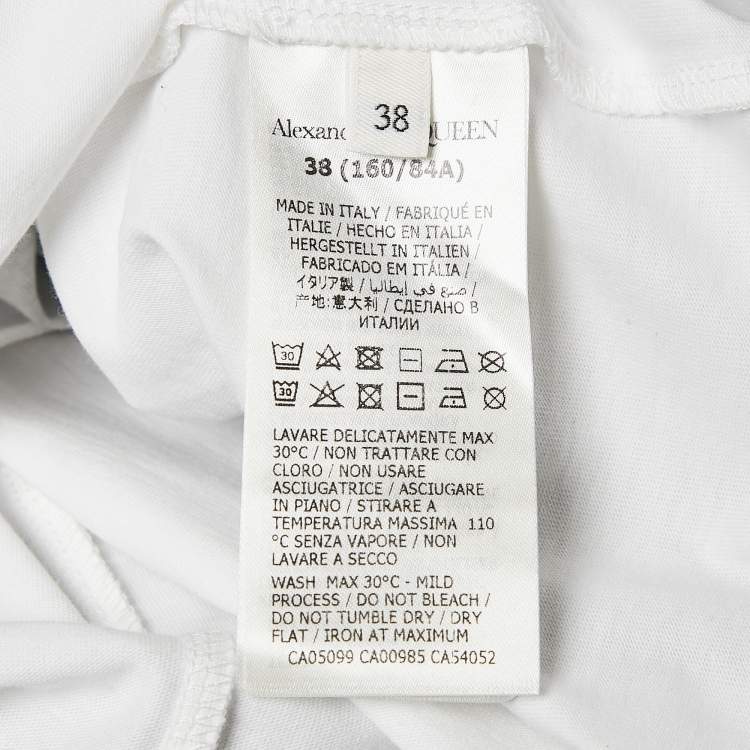 38
Alexan QUEEN
38 (160/84A)
MADE IN ITALY / FABRIQUÉ EN
ITALIE / HECHO EN ITALIA /
HERGESTELLT IN ITALIEN /
FABRICADO EM ITÁLIA /
イタリア製 / صنع في إيطاليا /
产地:意大利 / СДЕЛАНО В
ИТАЛИИ
30
30
LAVARE DELICATAMENTE MAX
30°C / NON TRATTARE CON
CLORO / NON USARE
ASCIUGATRICE / ASCIUGARE
IN PIANO / STIRARE A
TEMPERATURA MASSIMA 110
°C SENZA VAPORE / NON
LAVARE A SECCO
WASH MAX 30°C - MILD
PROCESS / DO NOT BLEACH /
DO NOT TUMBLE DRY / DRY
FLAT / IRON AT MAXIMUM
CA05099 CA00985 CA54052